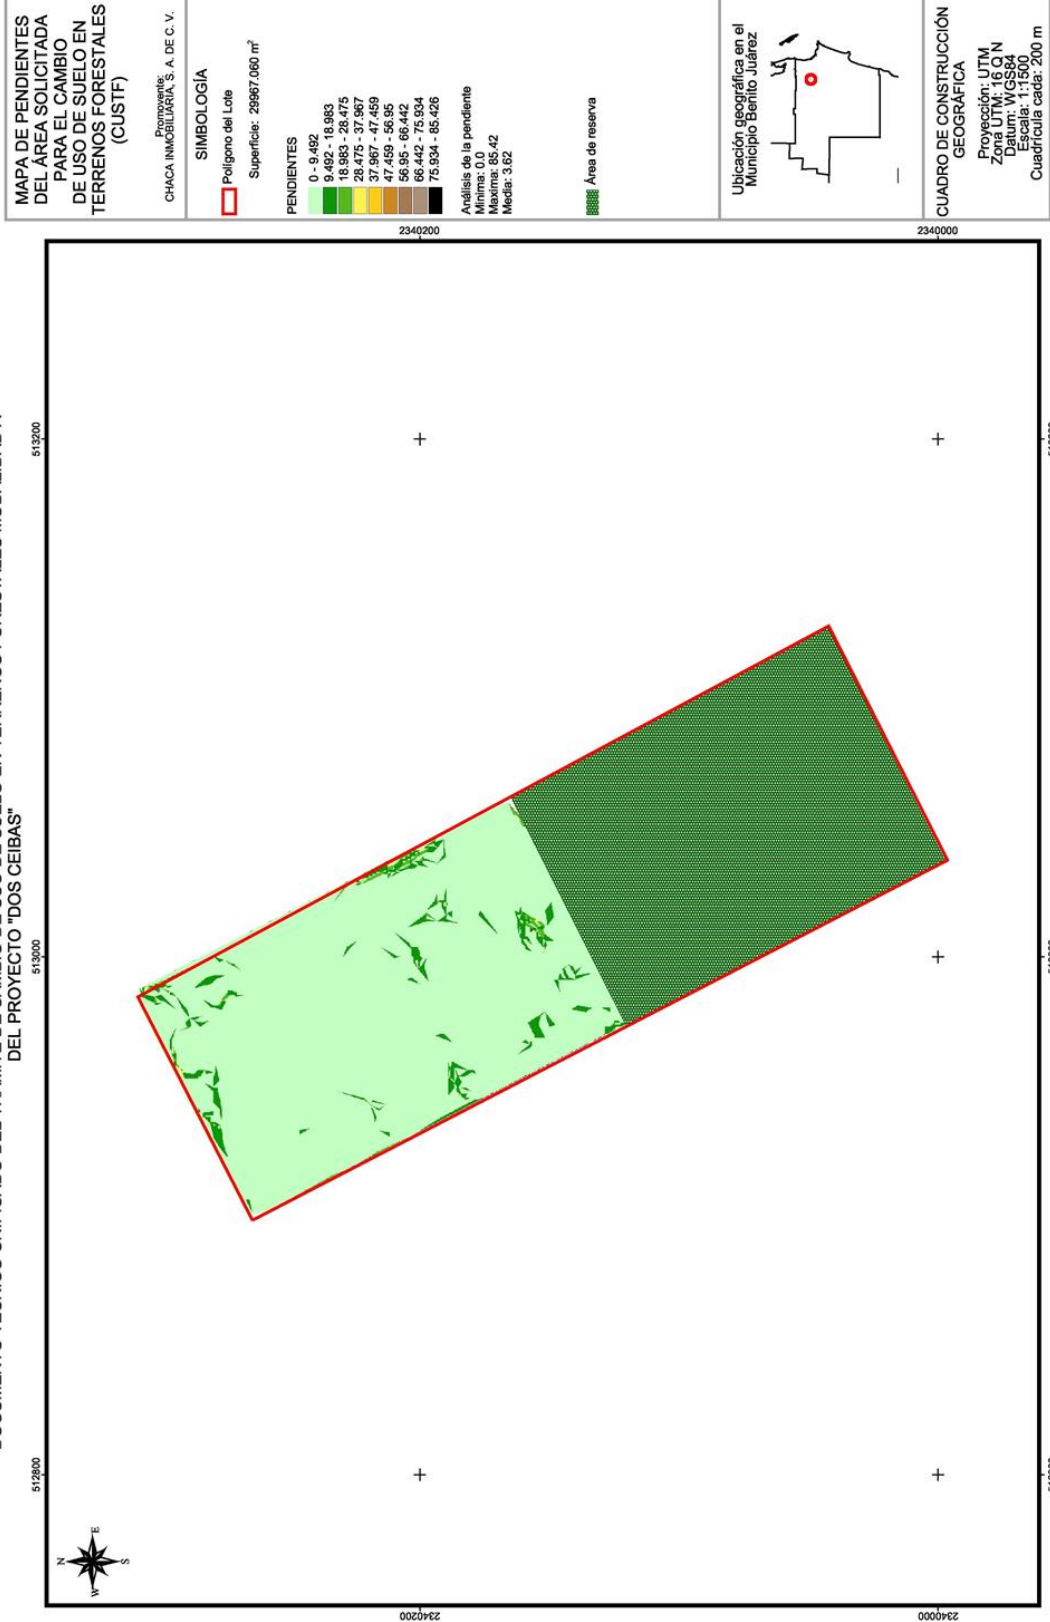 DEL PROYECTO "DOS CEIBAS"
MAPA DE PENDIENTES
DEL ÁREA SOLICITADA
PARA EL CAMBIO
DE USO DE SUELO EN
TERRENOS FORESTALES
(CUSTF)
Promovente:
CHACA INMOBILIARIA, S. A. DE C. V.
SIMBOLOGÍA
Polígono del Lote
Superficie: 29967.060 m²
PENDIENTES
0 - 9.492
9.492 - 18.983
18.983 - 28.475
28.475 - 37.967
37.967 - 47.459
47.459 - 56.95
56.95 - 66.442
66.442 - 75.934
75.934 - 85.426
Análisis de la pendiente
Minima: 0.0
Maxima: 85.42
Media: 3.62
Área de reserva
Ubicación geográfica en el
Municipio Benito Juárez
CUADRO DE CONSTRUCCIÓN
GEOGRÁFICA
Proyección: UTM
Zona UTM: 16 Q N
Datum: WGS84
Escala: 1:1500
Cuadrícula cada: 200 m
512800
513000
513200
2340200
2340000
2340200
2340000
N
W
E
S